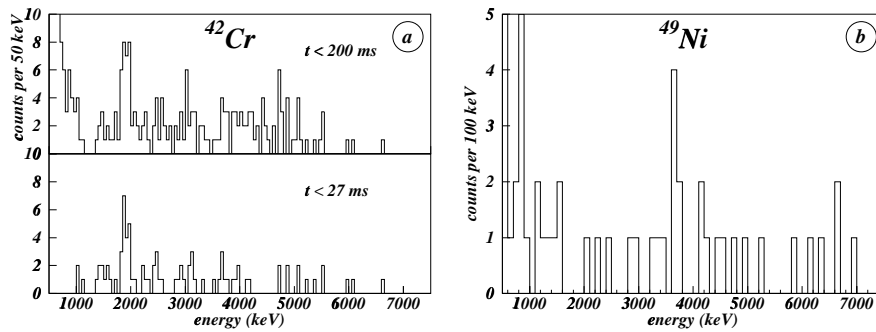 ⁴²Cr
a
t < 200 ms
counts per 50 keV
10
8
6
4
2
10
t < 27 ms
8
6
4
2
0
1000 2000 3000 4000 5000 6000 7000
energy (keV)
⁴⁹Ni
b
counts per 100 keV
5
4
3
2
1
0
1000 2000 3000 4000 5000 6000 7000
energy (keV)